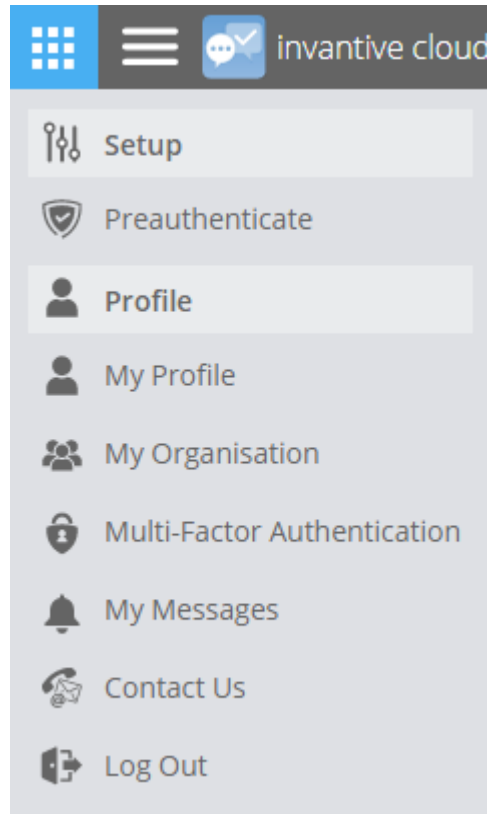 invantive cloud
Setup
Preauthenticate
Profile
My Profile
My Organisation
Multi-Factor Authentication
My Messages
Contact Us
Log Out